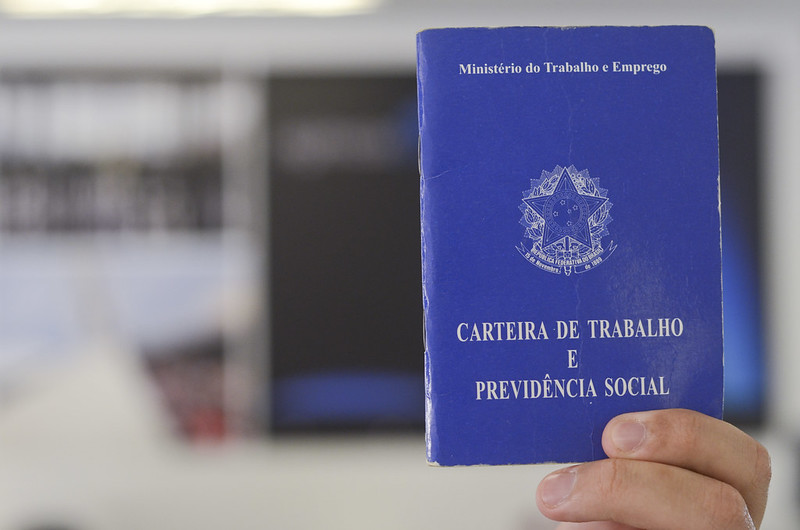 Ministério do Trabalho e Emprego
REPÚBLICA FEDERATIVA DO BRASIL
15 de Novembro de 1889
CARTEIRA DE TRABALHO
E
PREVIDÊNCIA SOCIAL